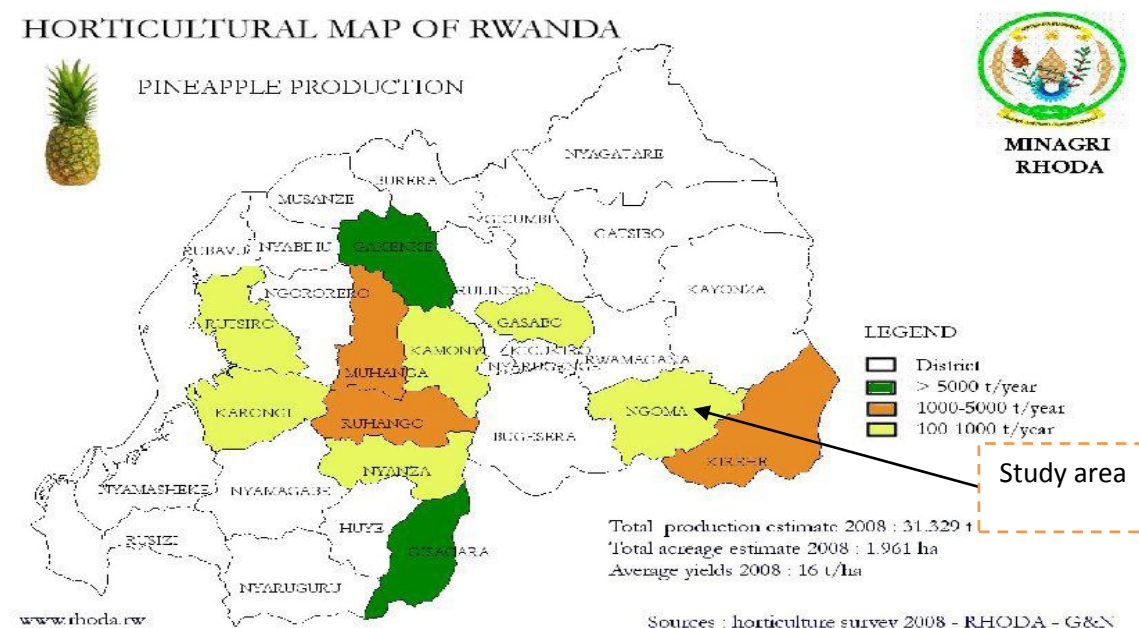 HORTICULTURAL MAP OF RWANDA
PINEAPPLE PRODUCTION
MINAGRI
RHODA
NYAGATARE
BURERA
MUSANZE
GICUMBI
GATSIBO
RUBAVU
NYABIHU
GAKENKE
NGORORERO
RULINDO
KAYONZA
RUTSIRO
GASABO
KAMONYI
KICUKIRO
NYARUGENGE
RWAMAGANA
MUHANGA
KARONGI
RUHANGO
NGOMA
BUGESERA
KIREHE
NYANZA
NYAMASHEKE
NYAMAGABE
HUYE
RUSIZI
GISAGARA
NYARUGURU
LEGEND
District
> 5000 t/year
1000-5000 t/year
100-1000 t/year
Study area
Total production estimate 2008 : 31.329 t
Total acreage estimate 2008 : 1.961 ha
Average yields 2008 : 16 t/ha
www.rhoda.rw
Sources : horticulture survey 2008 - RHODA - G&N